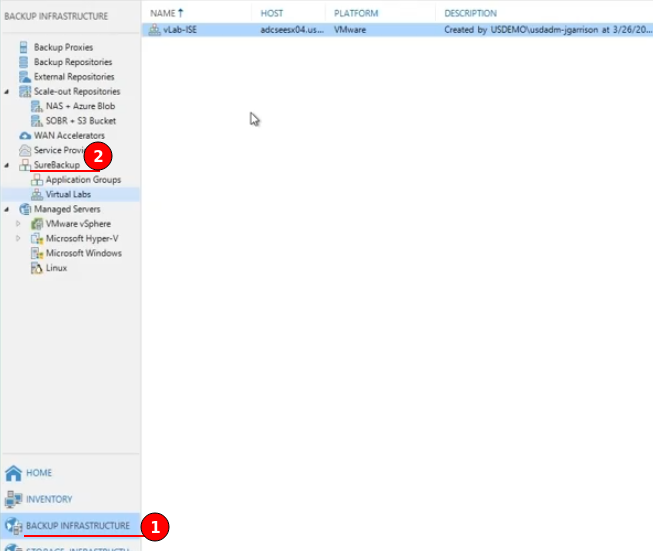 BACKUP INFRASTRUCTURE
NAME HOST PLATFORM DESCRIPTION
vLab-ISE adcseesx04.us... VMware Created by USDEMO\usdadm-jgarrison at 3/26/20...
Backup Proxies
Backup Repositories
External Repositories
Scale-out Repositories
NAS + Azure Blob
SOBR + S3 Bucket
WAN Accelerators
Service Provi
2
SureBackup
Application Groups
Virtual Labs
Managed Servers
VMware vSphere
Microsoft Hyper-V
Microsoft Windows
Linux
HOME
INVENTORY
BACKUP INFRASTRUCTURE 1